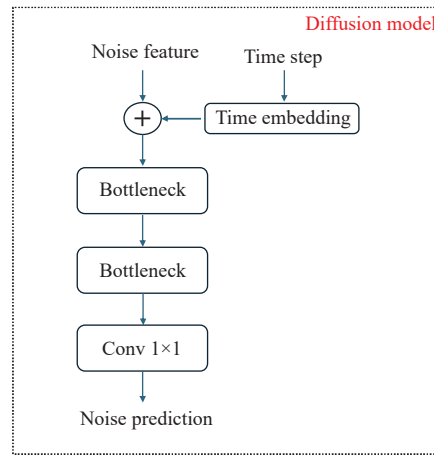 Diffusion model
Noise feature
Time step
+
Time embedding
Bottleneck
Bottleneck
Conv 1×1
Noise prediction